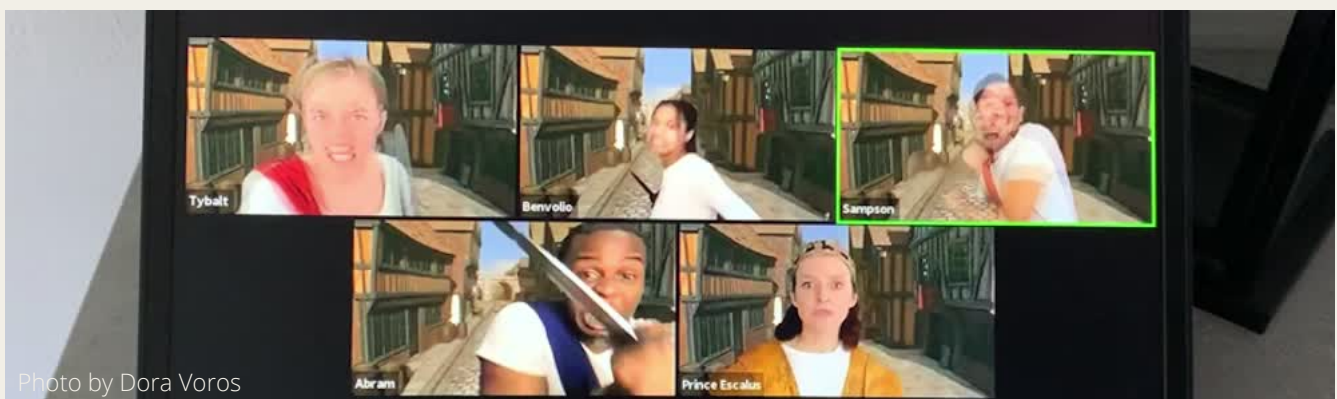 Tybalt
Benvolio
Sampson
Abram
Prince Escalus
Photo by Dora Voros